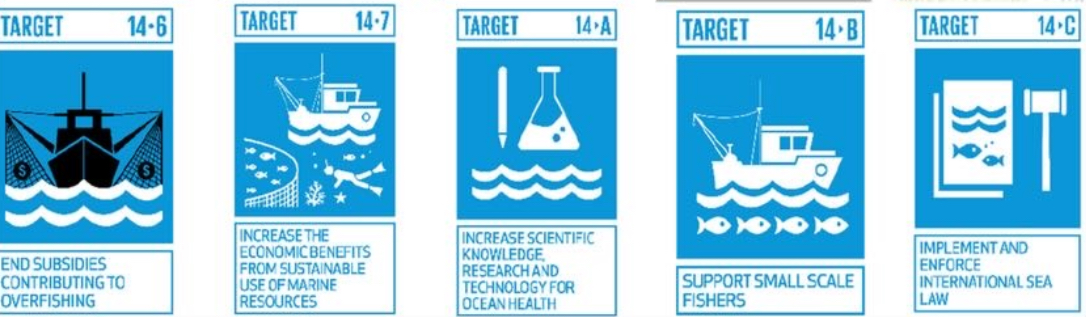 TARGET 14·6
END SUBSIDIES
CONTRIBUTING TO
OVERFISHING
TARGET 14·7
INCREASE THE
ECONOMIC BENEFITS
FROM SUSTAINABLE
USE OF MARINE
RESOURCES
TARGET 14·A
INCREASE SCIENTIFIC
KNOWLEDGE,
RESEARCH AND
TECHNOLOGY FOR
OCEAN HEALTH
TARGET 14·B
SUPPORT SMALL SCALE
FISHERS
TARGET 14·C
IMPLEMENT AND
ENFORCE
INTERNATIONAL SEA
LAW